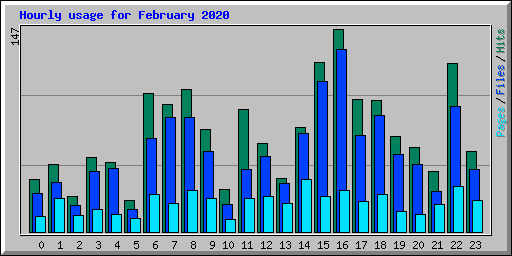 Hourly usage for February 2020
147
Pages / Files / Hits
0 1 2 3 4 5 6 7 8 9 10 11 12 13 14 15 16 17 18 19 20 21 22 23